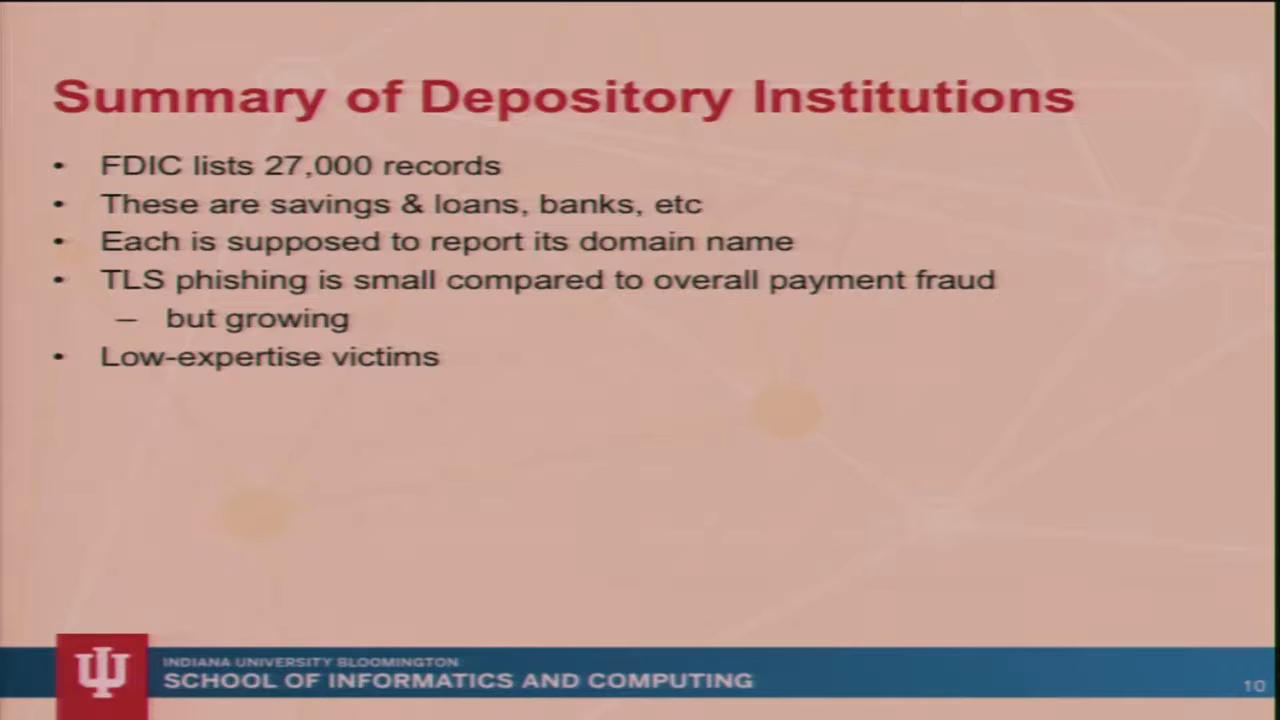 Summary of Depository Institutions
• FDIC lists 27,000 records
• These are savings & loans, banks, etc
• Each is supposed to report its domain name
• TLS phishing is small compared to overall payment fraud
– but growing
• Low-expertise victims
INDIANA UNIVERSITY BLOOMINGTON
SCHOOL OF INFORMATICS AND COMPUTING
10